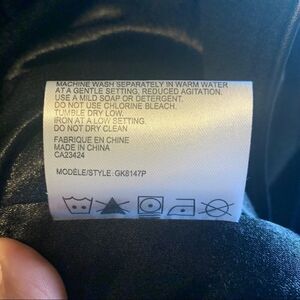 MACHINE WASH SEPARATELY IN WARM WATER
AT A GENTLE SETTING, REDUCED AGITATION.
USE A MILD SOAP OR DETERGENT.
DO NOT USE CHLORINE BLEACH.
TUMBLE DRY LOW.
IRON AT A LOW SETTING.
DO NOT DRY CLEAN
FABRIQUE EN CHINE
MADE IN CHINA
CA23424
MODÈLE/STYLE : GK8147P